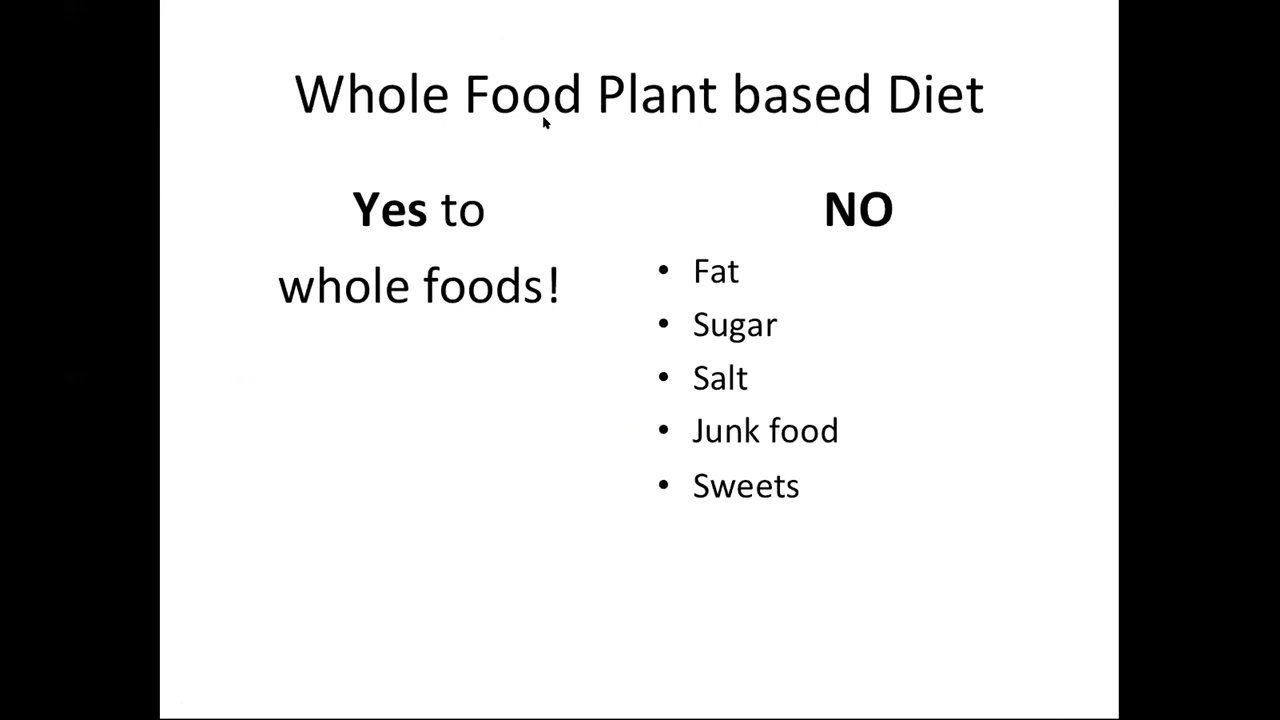 Whole Food Plant based Diet
Yes to
whole foods!
NO
• Fat
• Sugar
• Salt
• Junk food
• Sweets